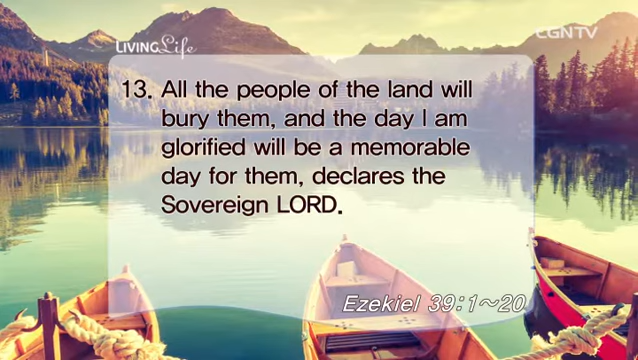 LIVING Life
CGNTV
13. All the people of the land will
bury them, and the day I am
glorified will be a memorable
day for them, declares the
Sovereign LORD.
Ezekiel 39:1~20